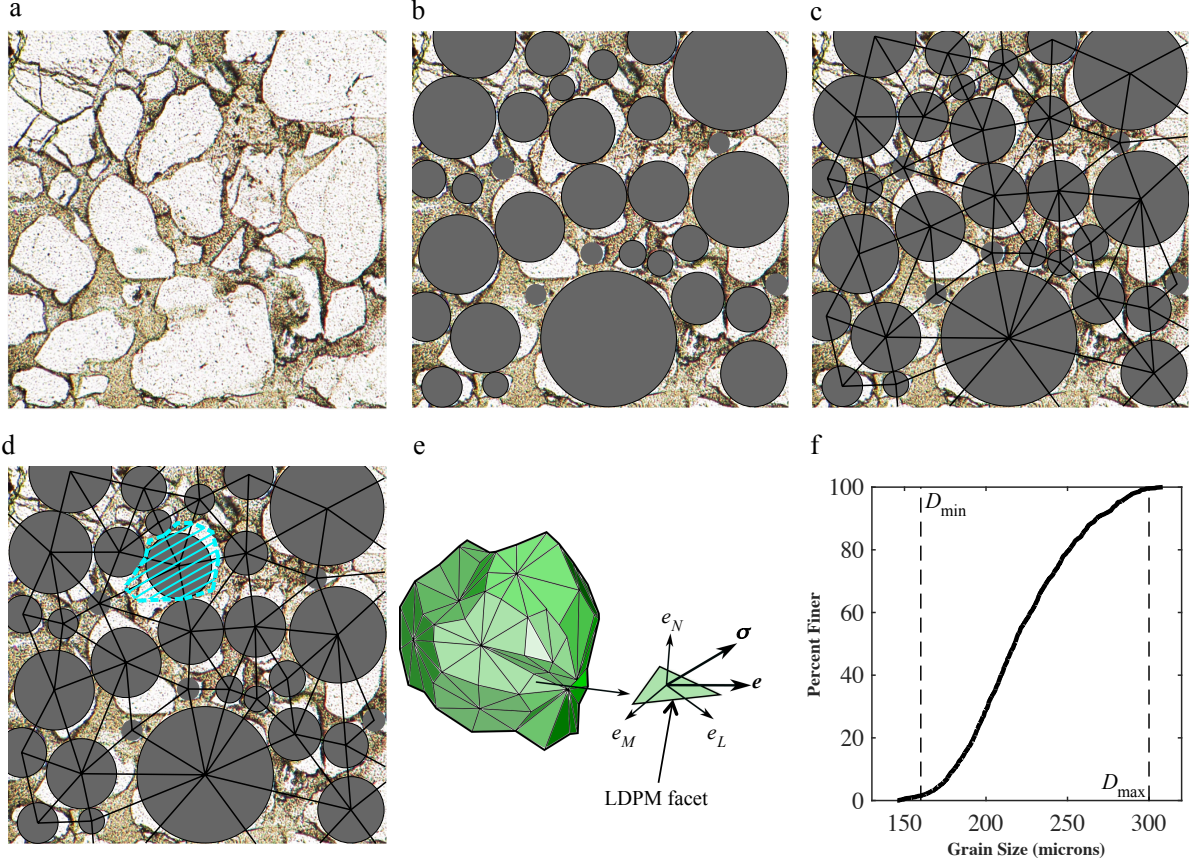 a
b
c
d
e
f
e_N
σ
e
e_M
e_L
LDPM facet
100
80
60
40
20
0
Percent Finer
D_min
D_max
150
200
250
300
Grain Size (microns)